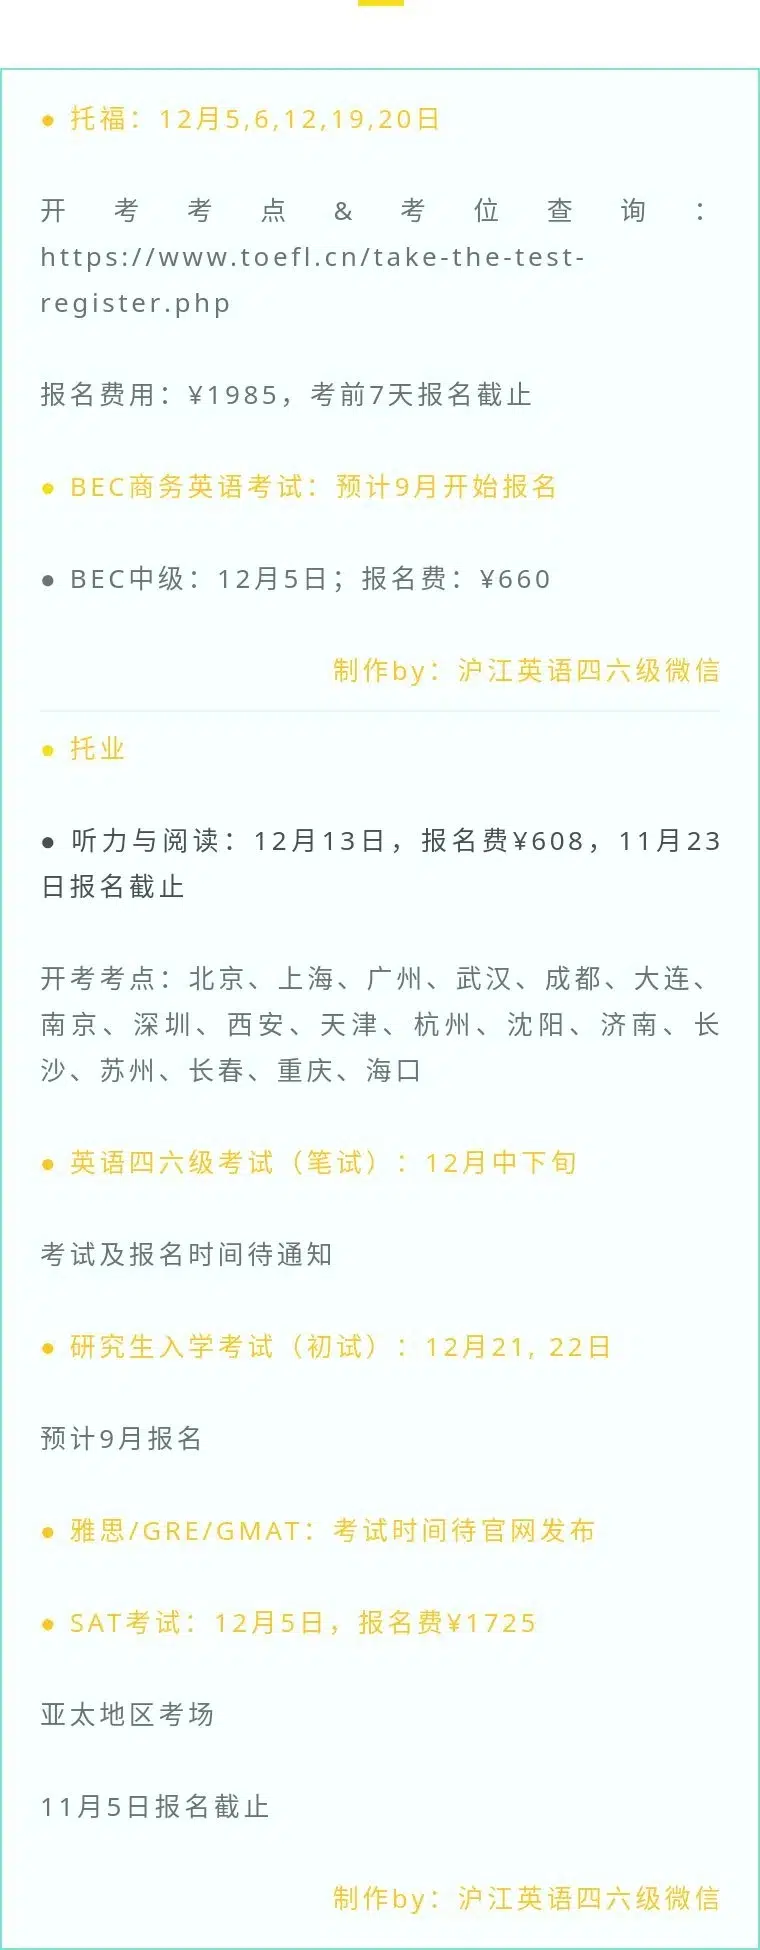 ● 托福：12月5,6,12,19,20日
开考考点&考位查询：
https://www.toefl.cn/take-the-test-
register.php
报名费用：¥1985，考前7天报名截止
● BEC商务英语考试：预计9月开始报名
● BEC中级：12月5日；报名费：¥660
制作by：沪江英语四六级微信
● 托业
● 听力与阅读：12月13日，报名费¥608，11月23
日报名截止
开考考点：北京、上海、广州、武汉、成都、大连、
南京、深圳、西安、天津、杭州、沈阳、济南、长
沙、苏州、长春、重庆、海口
● 英语四六级考试（笔试）：12月中下旬
考试及报名时间待通知
● 研究生入学考试（初试）：12月21, 22日
预计9月报名
● 雅思/GRE/GMAT：考试时间待官网发布
● SAT考试：12月5日，报名费¥1725
亚太地区考场
11月5日报名截止
制作by：沪江英语四六级微信